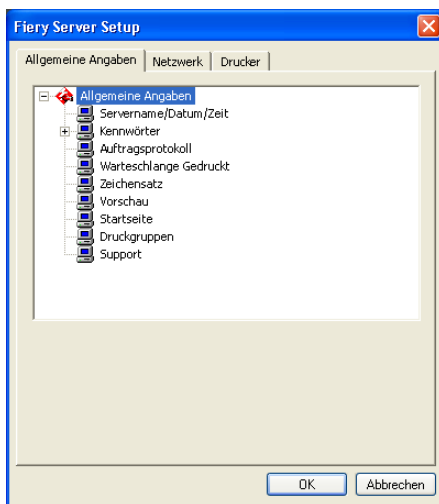 Fiery Server Setup
Allgemeine Angaben
Netzwerk
Drucker
Allgemeine Angaben
Servername/Datum/Zeit
Kennwörter
Auftragsprotokoll
Warteschlange Gedruckt
Zeichensatz
Vorschau
Startseite
Druckgruppen
Support
OK
Abbrechen